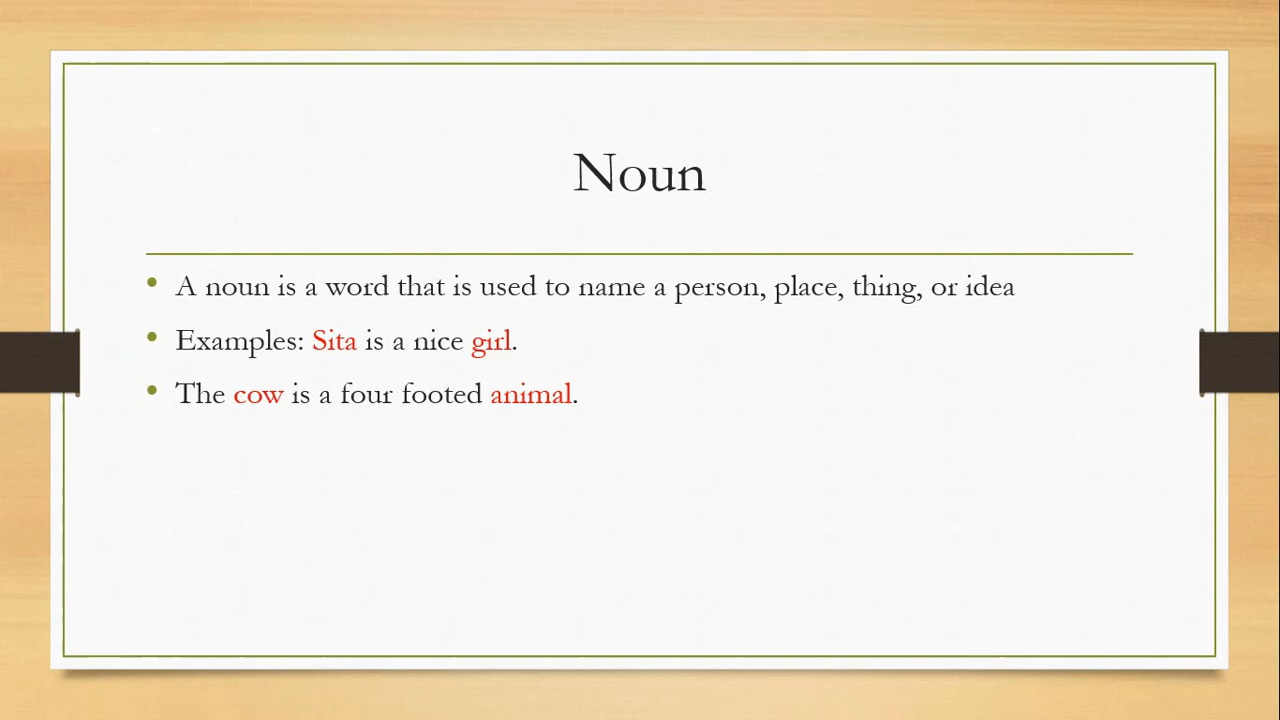 Noun
• A noun is a word that is used to name a person, place, thing, or idea
• Examples: Sita is a nice girl.
• The cow is a four footed animal.